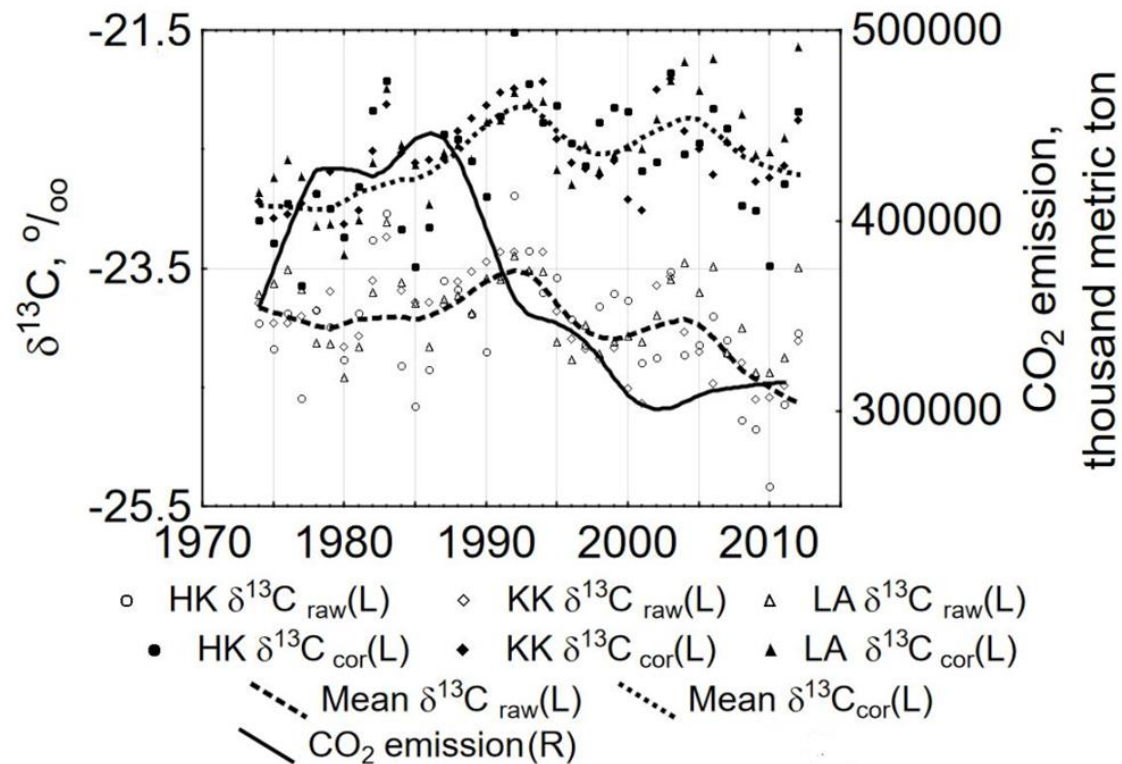 -21.5
-23.5
-25.5
δ¹³C, ‰
500000
400000
300000
CO₂ emission,
thousand metric ton
1970 1980 1990 2000 2010
HK δ¹³C raw(L) KK δ¹³C raw(L) LA δ¹³C raw(L)
HK δ¹³C cor(L) KK δ¹³C cor(L) LA δ¹³C cor(L)
Mean δ¹³C raw(L) Mean δ¹³C cor(L)
CO₂ emission(R)